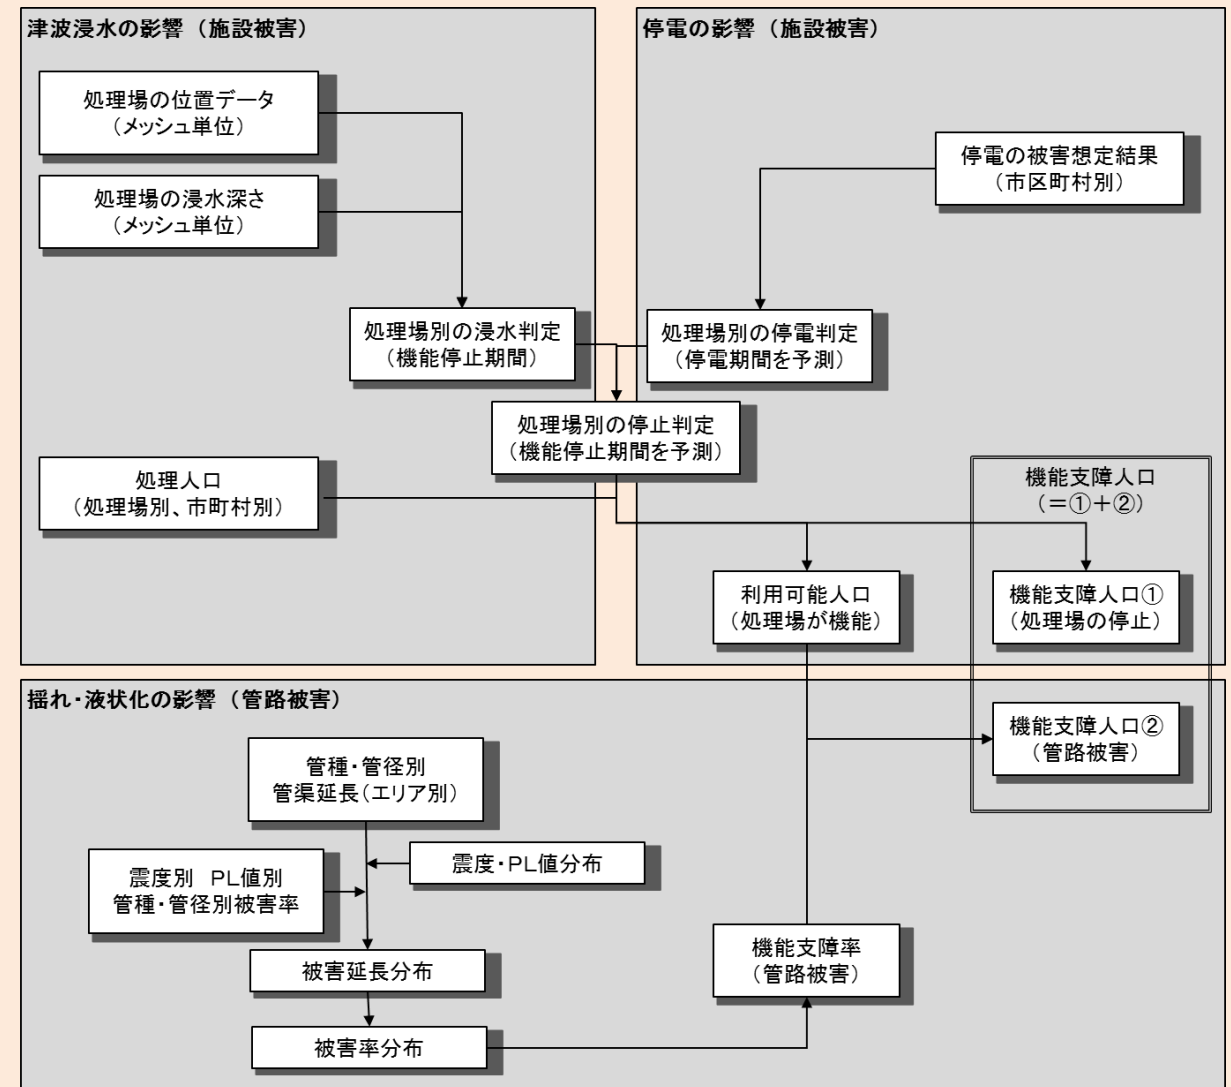 津波浸水の影響（施設被害）
処理場の位置データ
（メッシュ単位）
処理場の浸水深さ
（メッシュ単位）
処理場別の浸水判定
（機能停止期間）
停電の影響（施設被害）
停電の被害想定結果
（市区町村別）
処理場別の停電判定
（停電期間を予測）
処理場別の停止判定
（機能停止期間を予測）
処理人口
（処理場別、市町村別）
機能支障人口
（＝①＋②）
利用可能人口
（処理場が機能）
機能支障人口①
（処理場の停止）
揺れ・液状化の影響（管路被害）
機能支障人口②
（管路被害）
管種・管径別
管渠延長（エリア別）
震度・PL値分布
震度別　PL値別
管種・管径別被害率
被害延長分布
機能支障率
（管路被害）
被害率分布